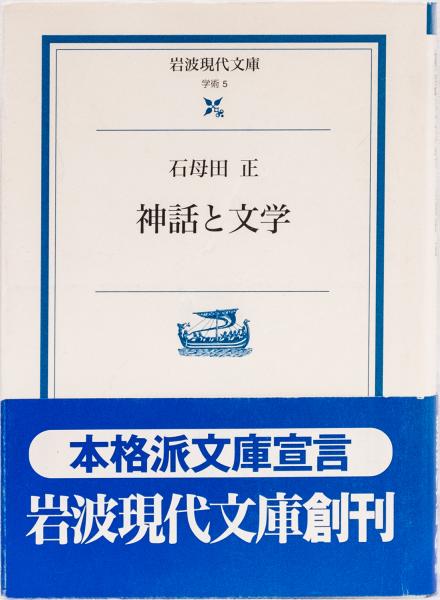 岩波現代文庫
学術 5
石母田 正
神話と文学
本格派文庫宣言
岩波現代文庫創刊